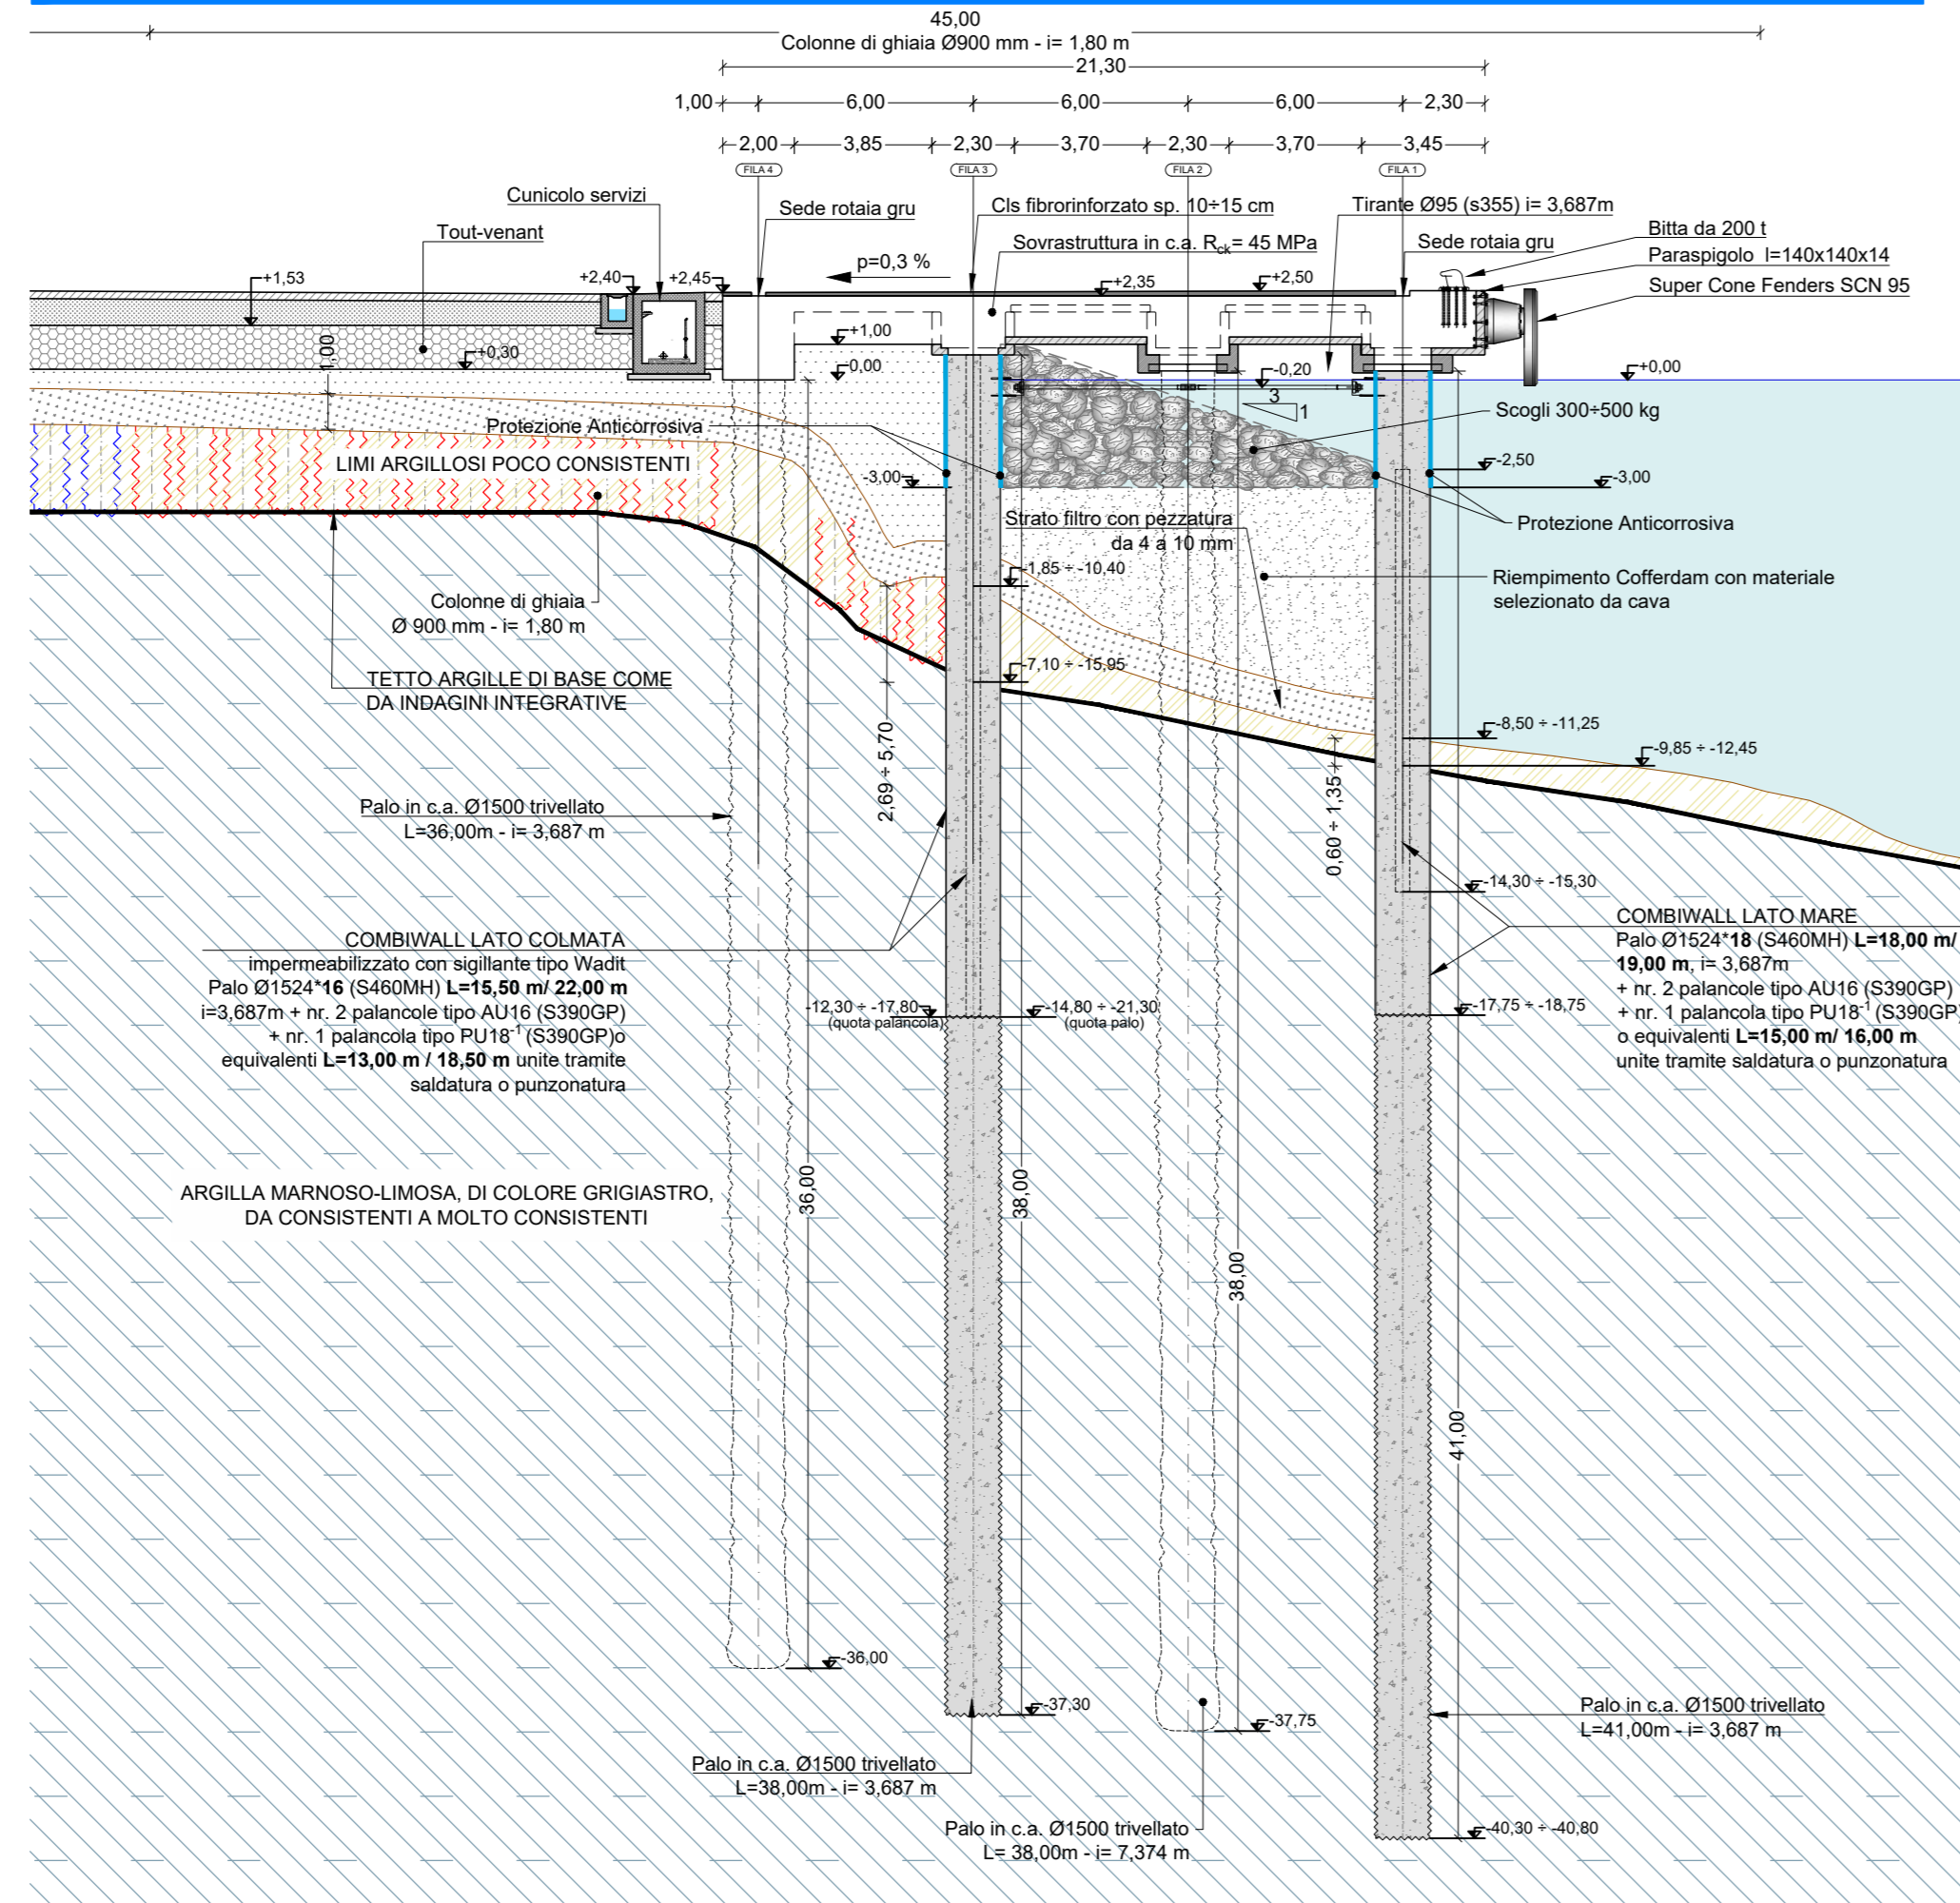 45,00
Colonne di ghiaia Ø900 mm - i= 1,80 m
21,30
1,00
6,00
6,00
6,00
2,30
2,00
3,85
2,30
3,70
2,30
3,70
3,45
FILA 4
FILA 3
FILA 2
FILA 1
Cunicolo servizi
Sede rotaia gru
Cls fibrorinforzato sp. 10÷15 cm
Tirante Ø95 (s355) i= 3,687m
Tout-venant
Sovrastruttura in c.a. Rck= 45 MPa
Sede rotaia gru
Bitta da 200 t
Paraspigolo l=140x140x14
Super Cone Fenders SCN 95
p=0,3 %
+1,53
+2,40
+2,45
+2,35
+2,50
+1,00
+0,30
1,00
-0,00
-0,20
+0,00
3
1
Scogli 300÷500 kg
Protezione Anticorrosiva
LIMI ARGILLOSI POCO CONSISTENTI
-3,00
-2,50
-3,00
Strato filtro con pezzatura
da 4 a 10 mm
Protezione Anticorrosiva
-1,85 ÷ -10,40
Riempimento Cofferdam con materiale
selezionato da cava
Colonne di ghiaia
Ø 900 mm - i= 1,80 m
-7,10 ÷ -15,95
TETTO ARGILLE DI BASE COME
DA INDAGINI INTEGRATIVE
-8,50 ÷ -11,25
-9,85 ÷ -12,45
2,69 ÷ 5,70
0,60 ÷ 1,35
Palo in c.a. Ø1500 trivellato
L=36,00m - i= 3,687 m
-14,30 ÷ -15,30
COMBIWALL LATO COLMATA
impermeabilizzato con sigillante tipo Wadit
Palo Ø1524*16 (S460MH) L=15,50 m/ 22,00 m
i=3,687m + nr. 2 palancole tipo AU16 (S390GP)
+ nr. 1 palancola tipo PU18-1 (S390GP)o
equivalenti L=13,00 m / 18,50 m unite tramite
saldatura o punzonatura
COMBIWALL LATO MARE
Palo Ø1524*18 (S460MH) L=18,00 m/
19,00 m, i= 3,687m
+ nr. 2 palancole tipo AU16 (S390GP)
+ nr. 1 palancola tipo PU18-1 (S390GP)
o equivalenti L=15,00 m/ 16,00 m
unite tramite saldatura o punzonatura
-12,30 ÷ -17,80
(quota palancola)
-14,80 ÷ -21,30
(quota palo)
-17,75 ÷ -18,75
36,00
38,00
38,00
41,00
ARGILLA MARNOSO-LIMOSA, DI COLORE GRIGIASTRO,
DA CONSISTENTI A MOLTO CONSISTENTI
-36,00
-37,30
-37,75
Palo in c.a. Ø1500 trivellato
L=41,00m - i= 3,687 m
Palo in c.a. Ø1500 trivellato
L=38,00m - i= 3,687 m
Palo in c.a. Ø1500 trivellato
L= 38,00m - i= 7,374 m
-40,30 ÷ -40,80